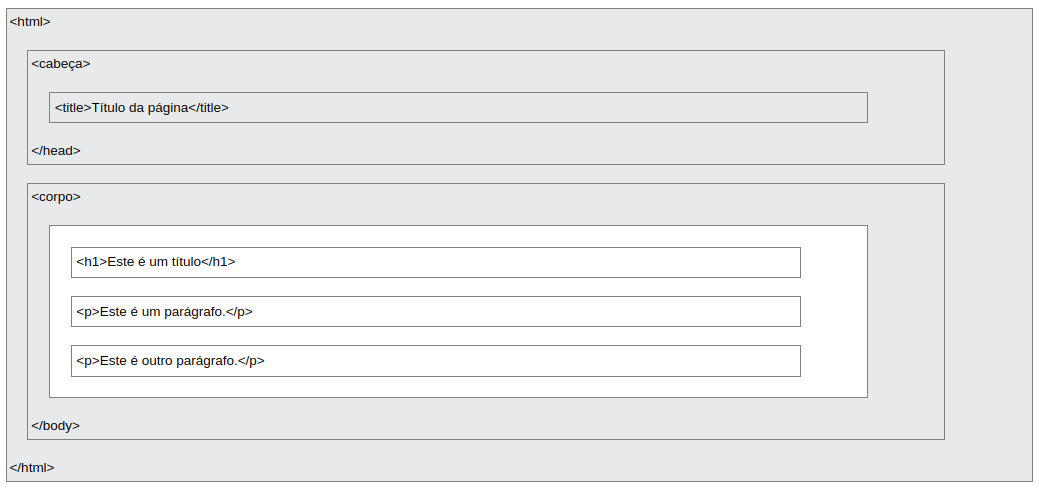 <html>
<cabeça>
<title>Título da página</title>
</head>
<corpo>
<h1>Este é um título</h1>
<p>Este é um parágrafo.</p>
<p>Este é outro parágrafo.</p>
</body>
</html>